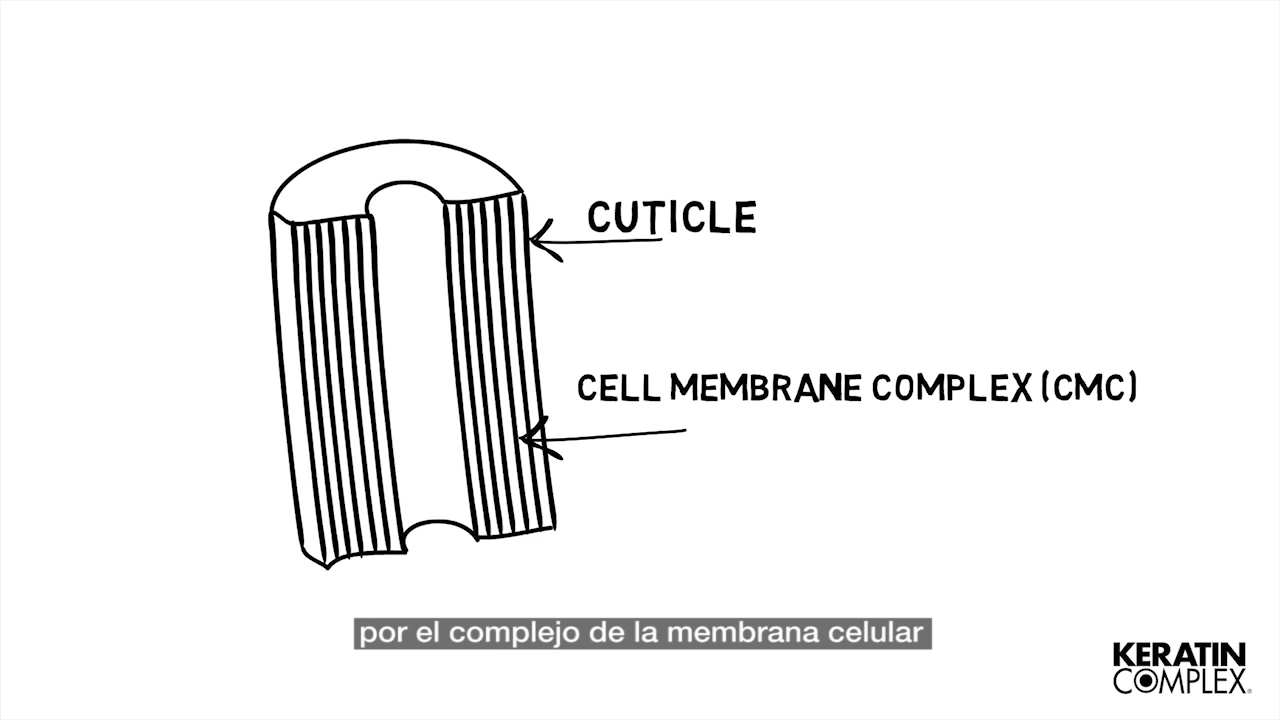 CUTICLE
CELL MEMBRANE COMPLEX (CMC)
por el complejo de la membrana celular
KERATIN
COMPLEX®